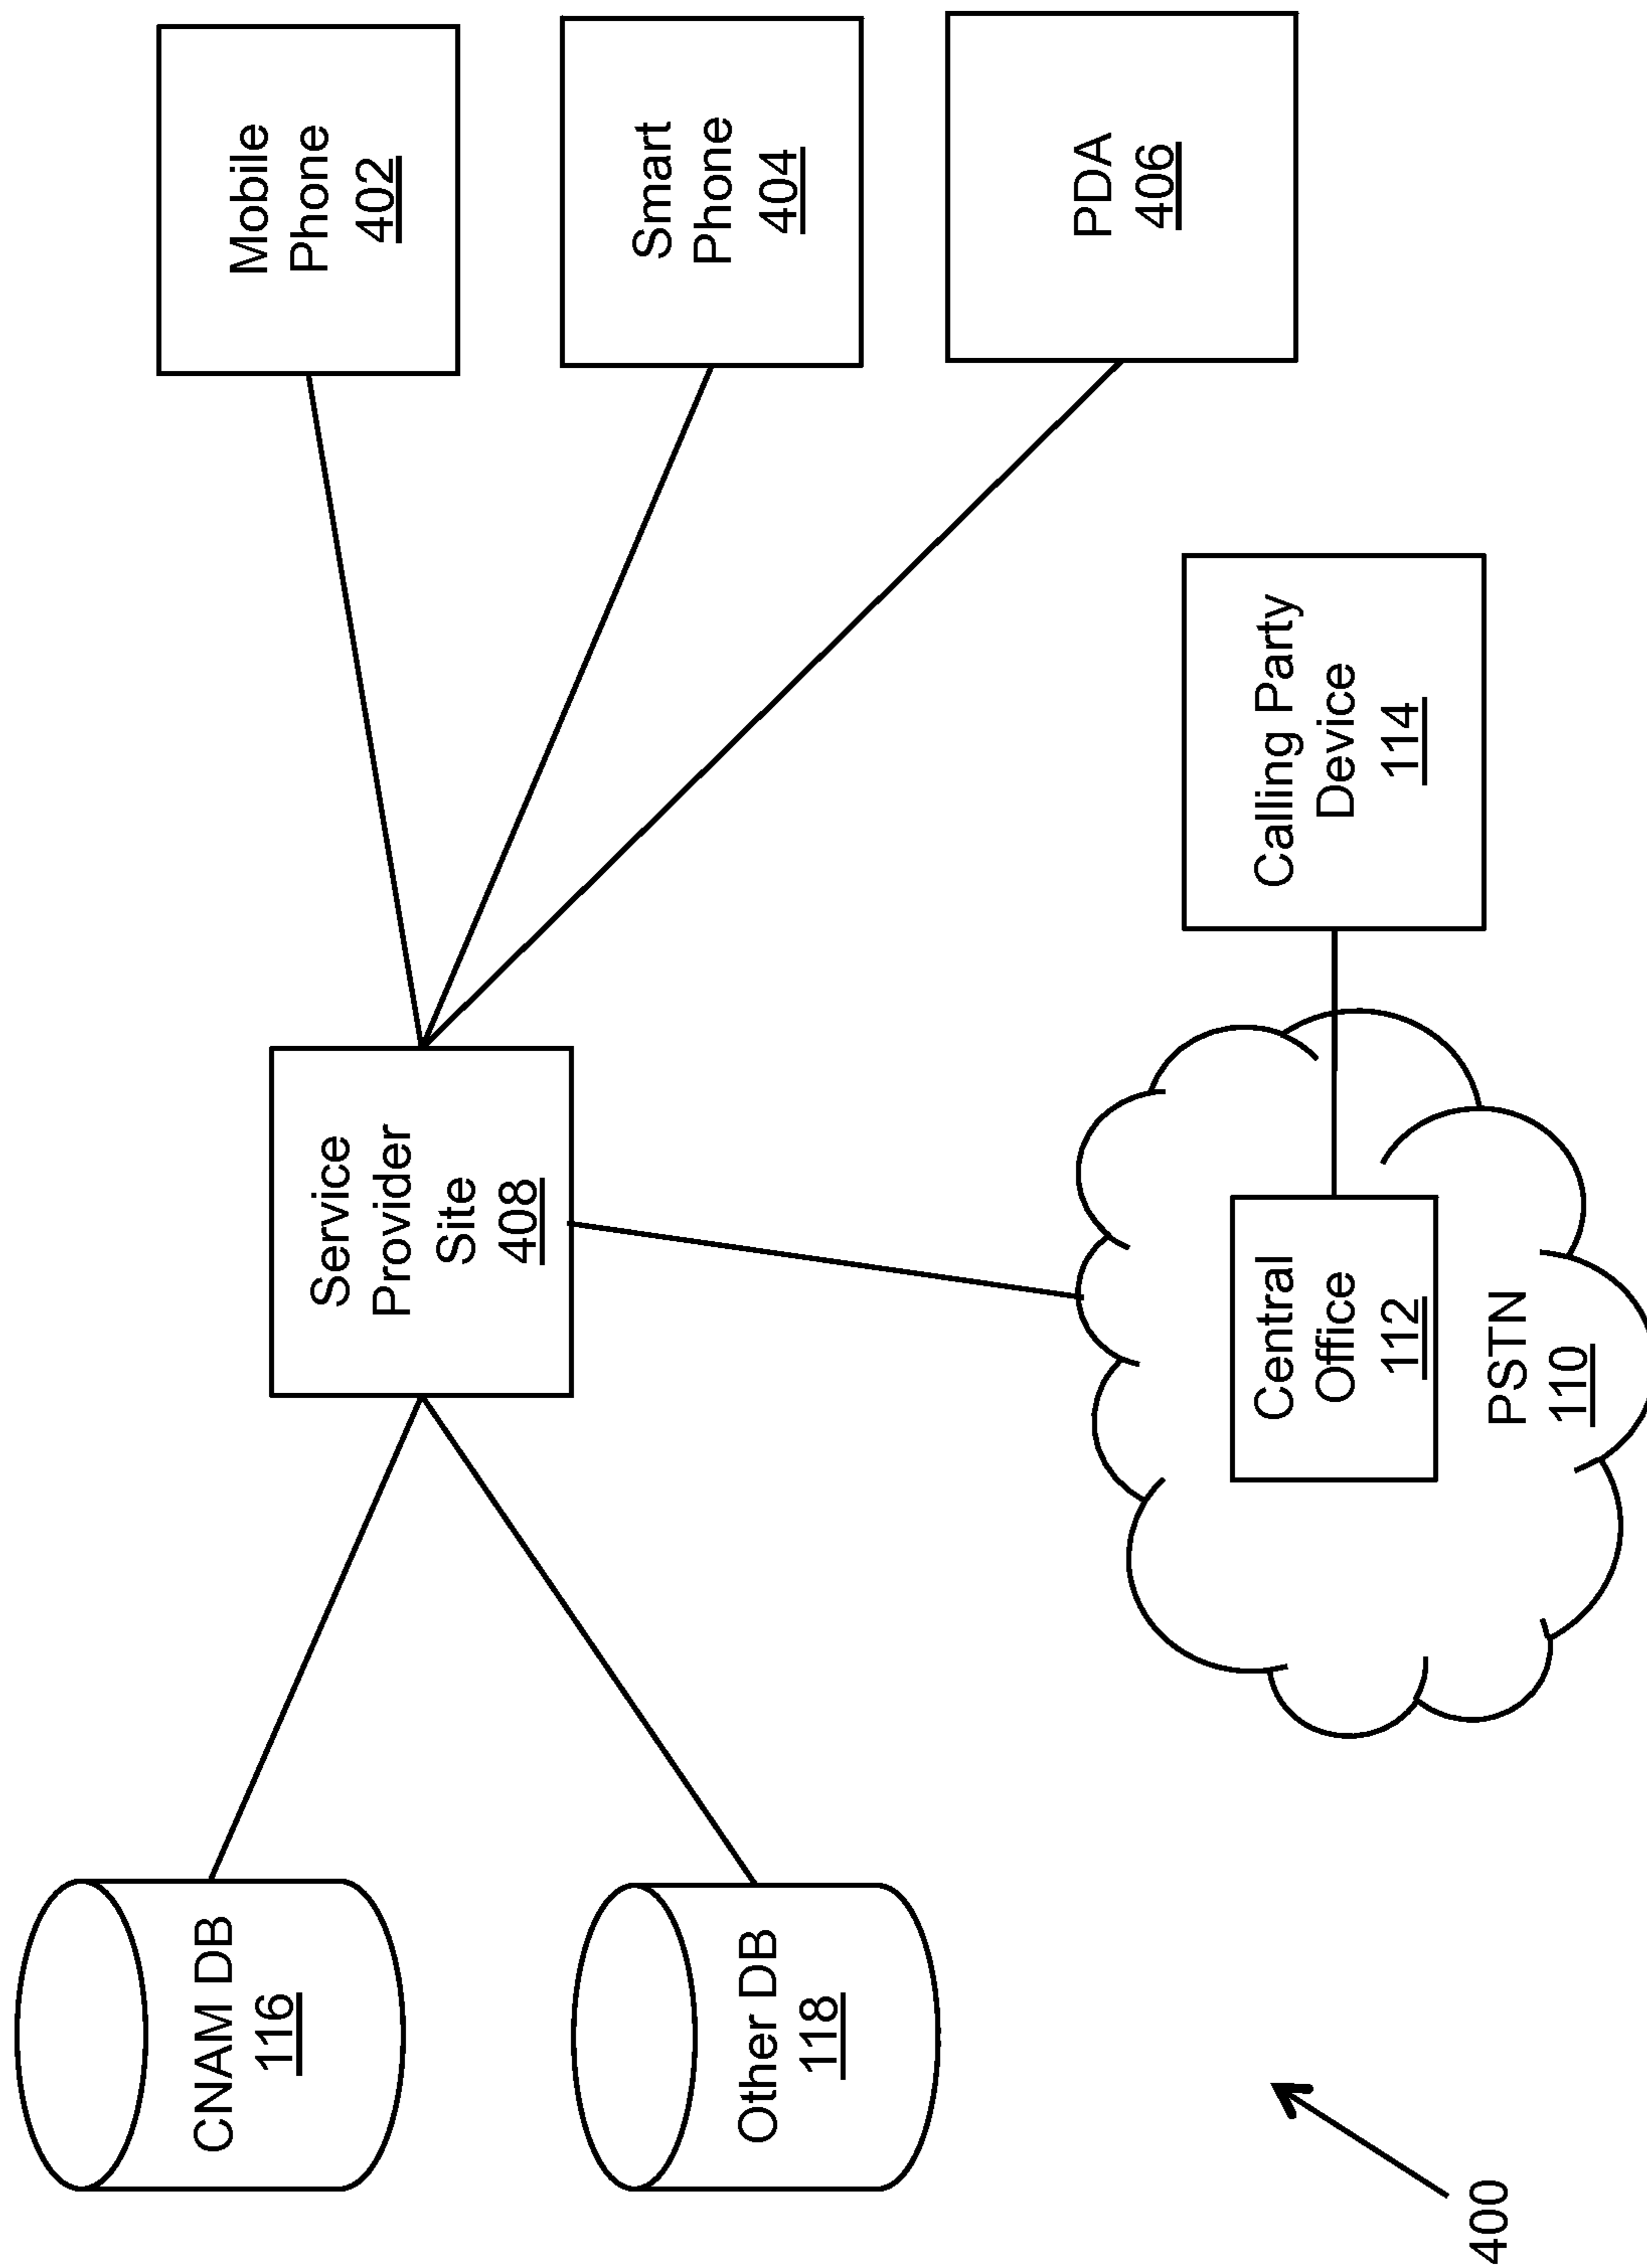 CNAM DB
116
Other DB
118
Service
Provider
Site
408
Mobile
Phone
402
Smart
Phone
404
PDA
406
Calling Party
Device
114
Central
Office
112
PSTN
110
400